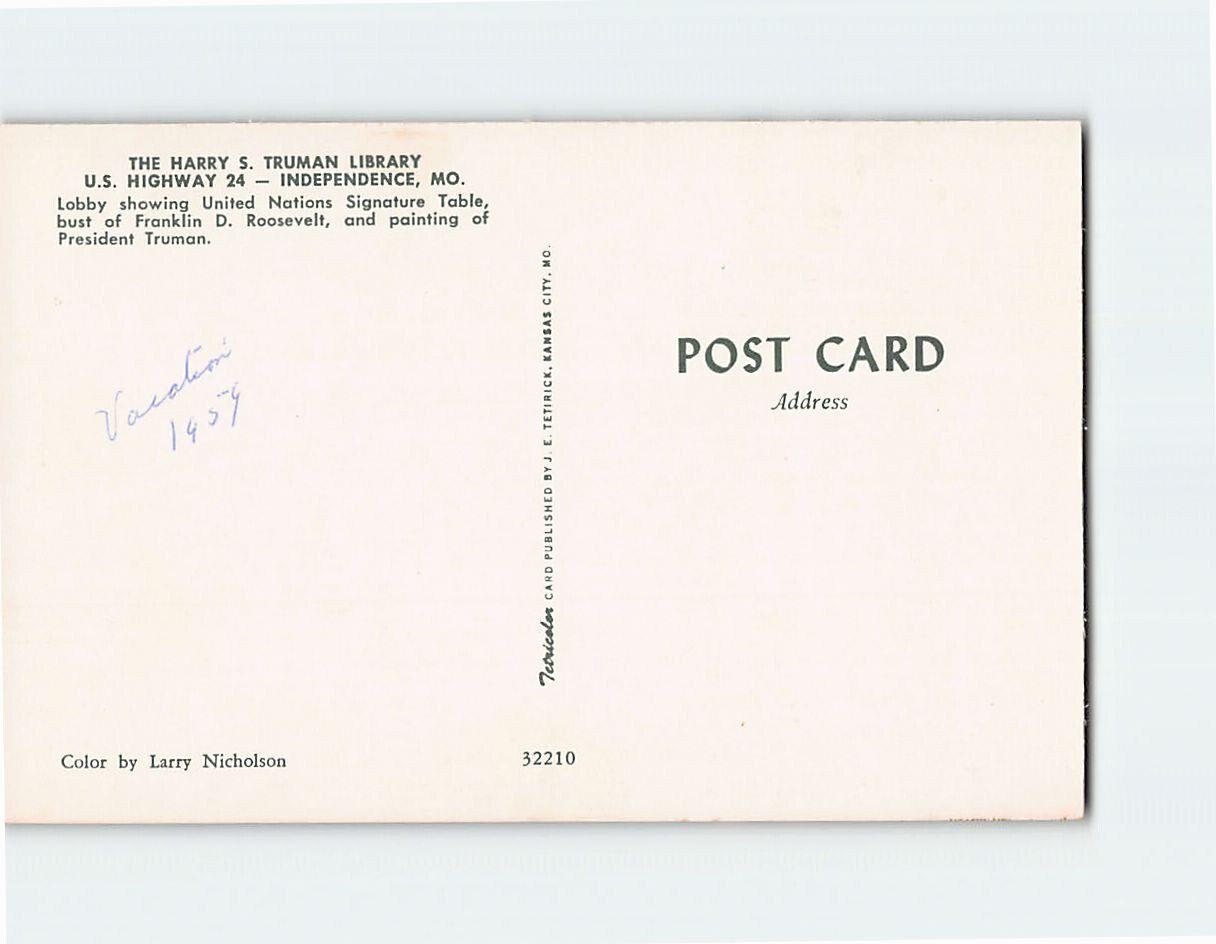 THE HARRY S. TRUMAN LIBRARY
U.S. HIGHWAY 24 — INDEPENDENCE, MO.
Lobby showing United Nations Signature Table,
bust of Franklin D. Roosevelt, and painting of
President Truman.
Vacation
1959
Tetricolor CARD PUBLISHED BY J. E. TETIRICK, KANSAS CITY, MO.
POST CARD
Address
Color by Larry Nicholson
32210